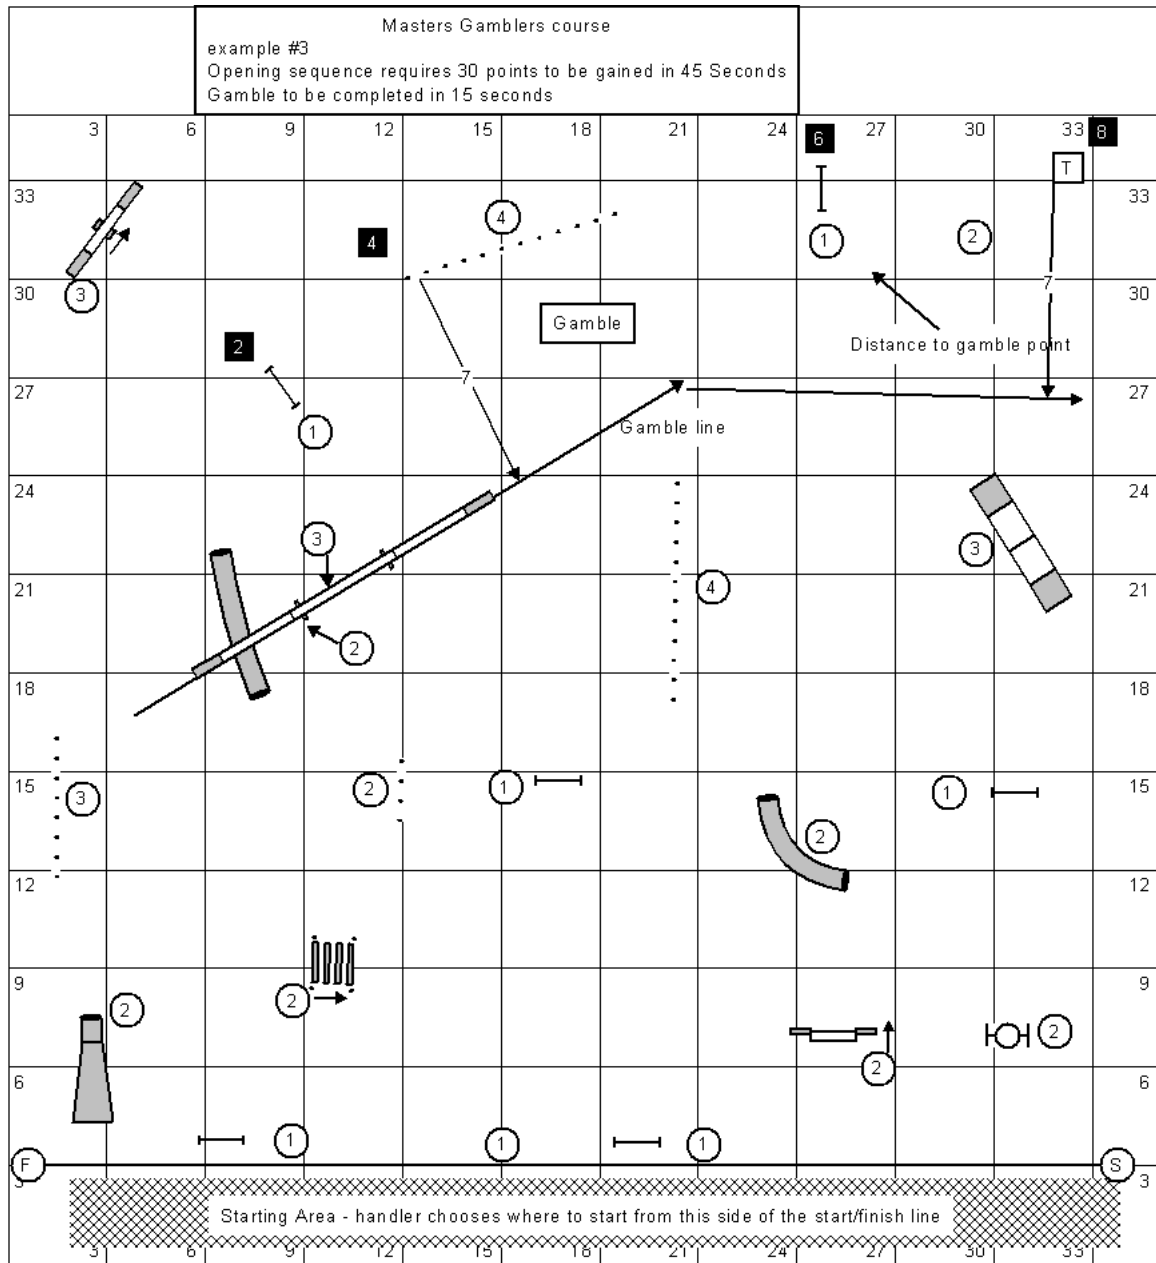 Masters Gamblers course
example #3
Opening sequence requires 30 points to be gained in 45 Seconds
Gamble to be completed in 15 seconds
3 6 9 12 15 18 21 24 27 30 33
6 8
T
33 33
4 2
4 1
3
30 7 30
Gamble
2 Distance to gamble point
27 7 27
1 Gamble line
24 24
3 3
21 4 21
2
18 18
15 2 1 1 15
3
2
12 12
9 9
2 2
2
6 2 6
1 1 1
F S
3 3
Starting Area - handler chooses where to start from this side of the start/finish line
3 6 9 12 15 18 21 24 27 30 33